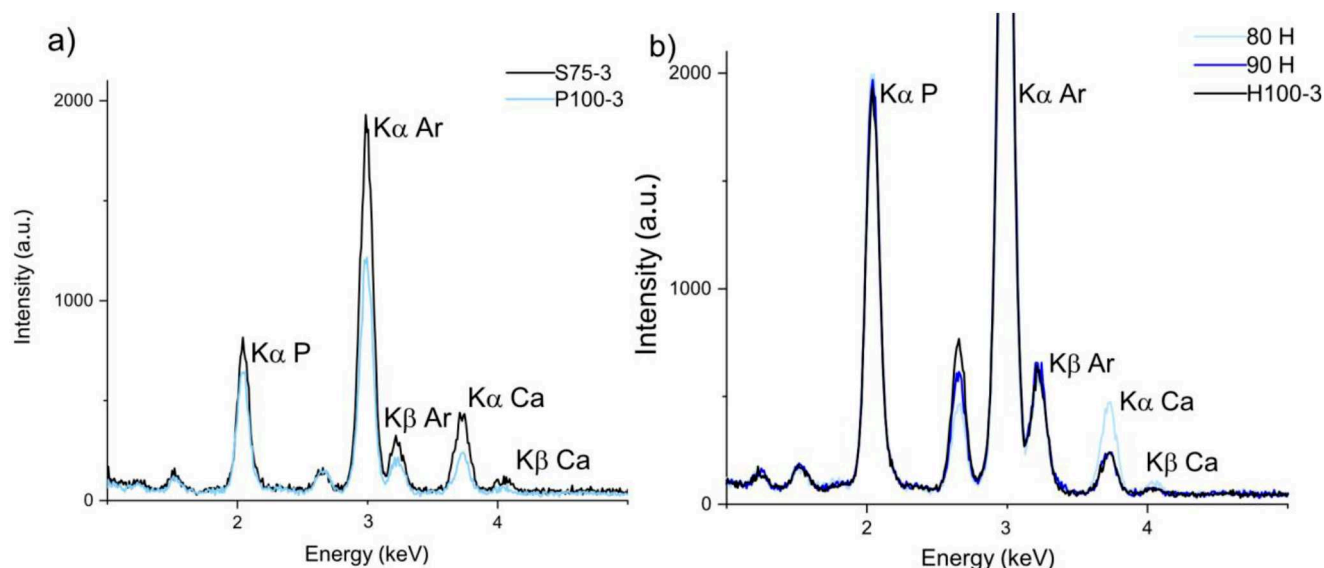 a)
S75-3
P100-3
2000
1000
0
Intensity (a.u.)
Kα P
Kα Ar
Kβ Ar
Kα Ca
Kβ Ca
2 3 4
Energy (keV)
b)
80 H
90 H
H100-3
2000
1000
0
Intensity (a.u.)
Kα P
Kα Ar
Kβ Ar
Kα Ca
Kβ Ca
2 3 4
Energy (keV)